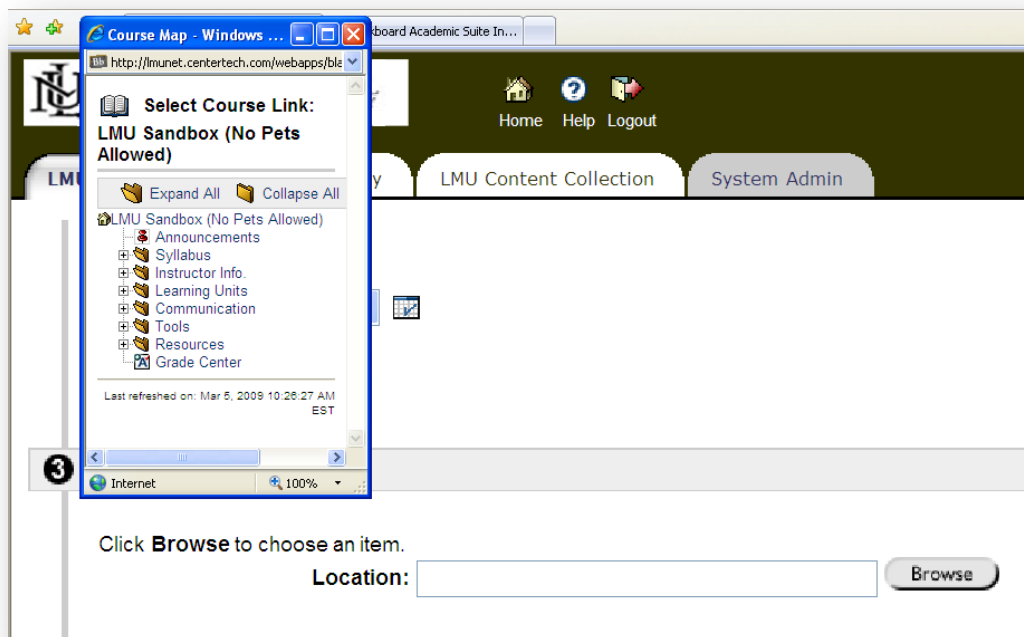 Course Map - Windows ...
kboard Academic Suite In...
http://lmunet.centertech.com/webapps/bla
Select Course Link:
LMU Sandbox (No Pets
Allowed)
Expand All Collapse All
LMU Sandbox (No Pets Allowed)
Announcements
Syllabus
Instructor Info.
Learning Units
Communication
Tools
Resources
Grade Center
Last refreshed on: Mar 5, 2009 10:26:27 AM
EST
Internet 100%
Home Help Logout
LMU
y
LMU Content Collection
System Admin
3
Click Browse to choose an item.
Location:
Browse